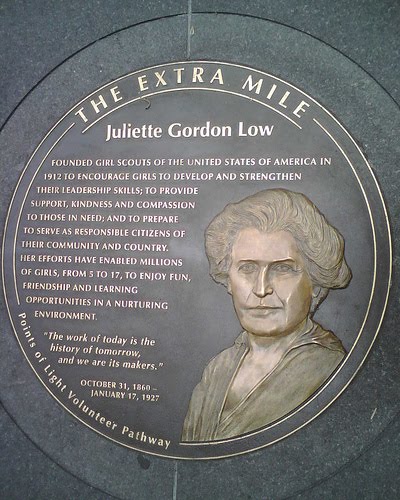 THE EXTRA MILE
Juliette Gordon Low
FOUNDED GIRL SCOUTS OF THE UNITED STATES OF AMERICA IN
1912 TO ENCOURAGE GIRLS TO DEVELOP AND STRENGTHEN
THEIR LEADERSHIP SKILLS; TO PROVIDE
SUPPORT, KINDNESS AND COMPASSION
TO THOSE IN NEED; AND TO PREPARE
TO SERVE AS RESPONSIBLE CITIZENS OF
THEIR COMMUNITY AND COUNTRY.
HER EFFORTS HAVE ENABLED MILLIONS
OF GIRLS, FROM 5 TO 17, TO ENJOY FUN,
FRIENDSHIP AND LEARNING
OPPORTUNITIES IN A NURTURING
ENVIRONMENT.
"The work of today is the
history of tomorrow,
and we are its makers."
OCTOBER 31, 1860 –
JANUARY 17, 1927
Points of Light Volunteer Pathway